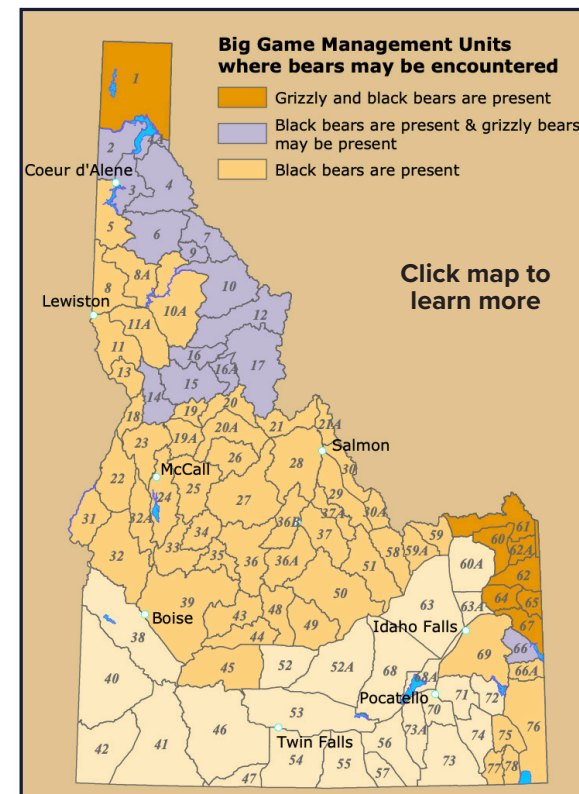 Big Game Management Units
where bears may be encountered
Grizzly and black bears are present
Black bears are present & grizzly bears
may be present
Black bears are present
Click map to
learn more
1
2
4A
Coeur d'Alene
3
4
5
6
7
9
8A
8
10
Lewiston
10A
12
11A
11
16
17
13
16A
15
14
20
18
19
21
21A
19A
20A
23
Salmon
26
28
30
McCall
22
24
25
27
29
30A
31
32A
36B
37A
59
61
60
34
37
58
59A
62A
32
33
35
36
36A
51
60A
62
39
50
64
65
43
48
63
63A
Boise
44
49
Idaho Falls
67
38
66
69
45
52
52A
68
66A
40
68A
Pocatello
71
72
53
70
76
Twin Falls
56
73A
74
75
42
41
46
47
54
55
57
73
77
78